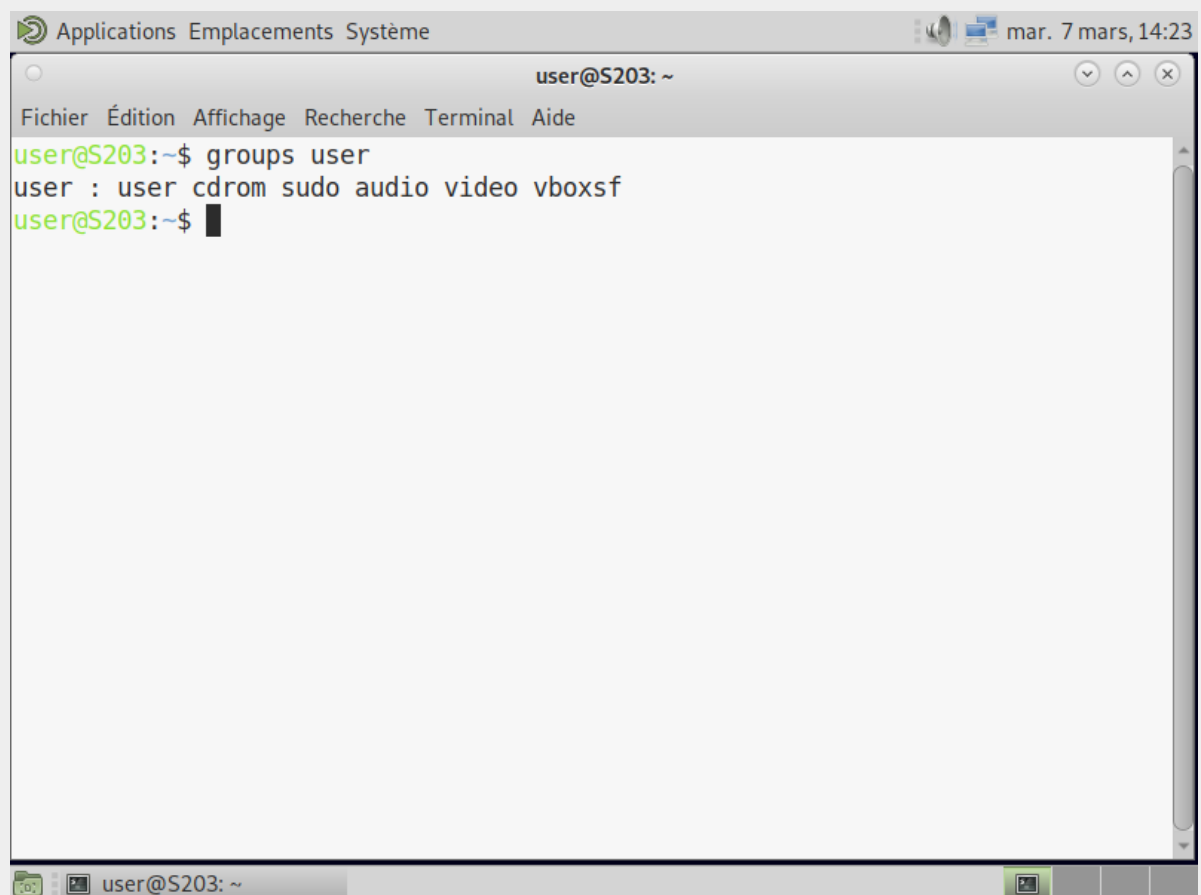 Applications Emplacements Système mar. 7 mars, 14:23
user@S203: ~
Fichier Édition Affichage Recherche Terminal Aide
user@S203:~$ groups user
user : user cdrom sudo audio video vboxsf
user@S203:~$
user@S203: ~